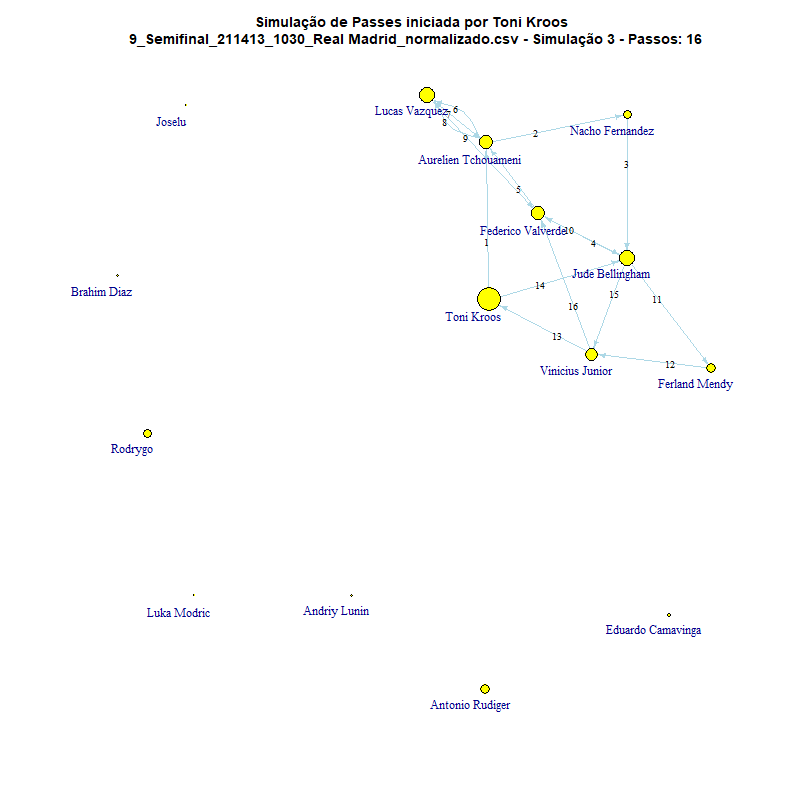 Simulação de Passes iniciada por Toni Kroos
9_Semifinal_211413_1030_Real Madrid_normalizado.csv - Simulação 3 - Passos: 16
Joselu
Lucas Vazquez
6
8
9
2
Nacho Fernandez
Aurelien Tchouameni
3
5
Federico Valverde
10
4
1
Jude Bellingham
14
15
11
Toni Kroos
16
13
12
Vinicius Junior
Ferland Mendy
Brahim Diaz
Rodrygo
Luka Modric
Andriy Lunin
Eduardo Camavinga
Antonio Rudiger